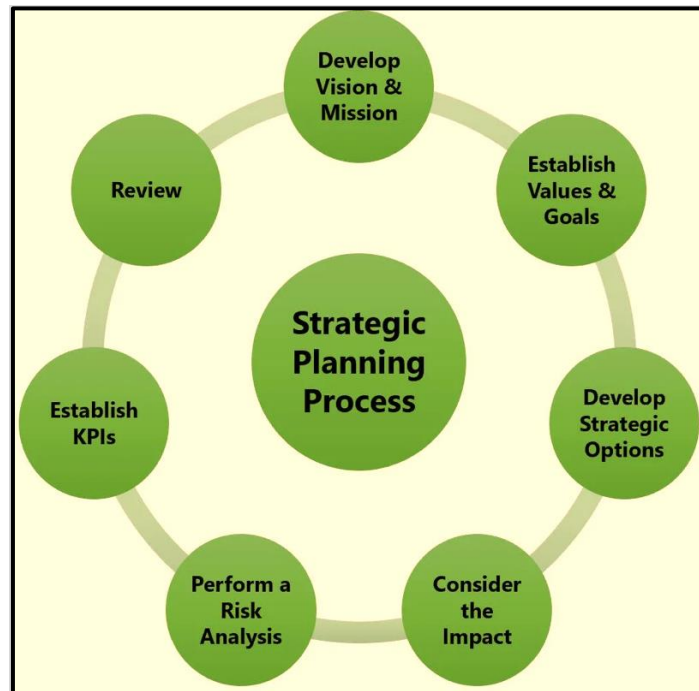 Develop
Vision &
Mission
Establish
Values &
Goals
Develop
Strategic
Options
Consider
the
Impact
Perform a
Risk
Analysis
Establish
KPIs
Review
Strategic
Planning
Process